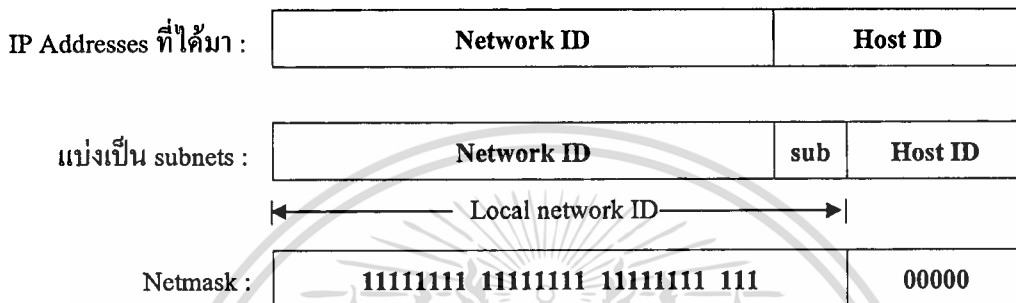 IP Addresses ที่ได้มา : Network ID Host ID
แบ่งเป็น subnets : Network ID sub Host ID
Local network ID
Netmask : 11111111 11111111 11111111 111 00000